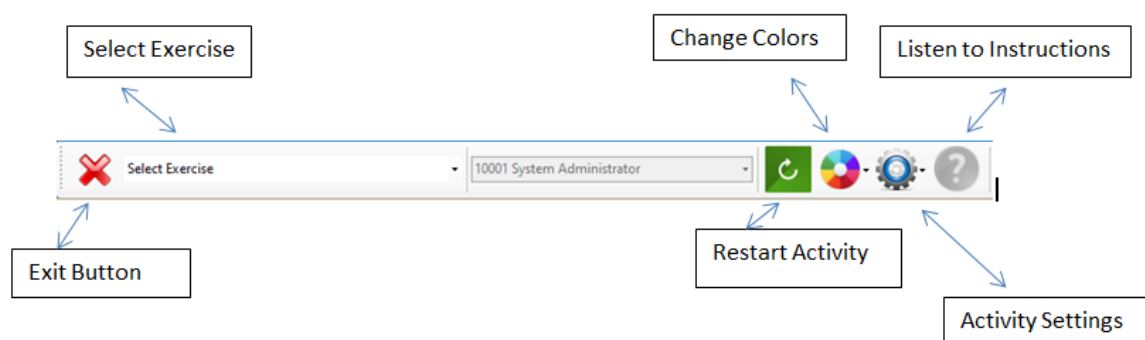 Select Exercise
Change Colors
Listen to Instructions
Select Exercise
10001 System Administrator
?
Exit Button
Restart Activity
Activity Settings